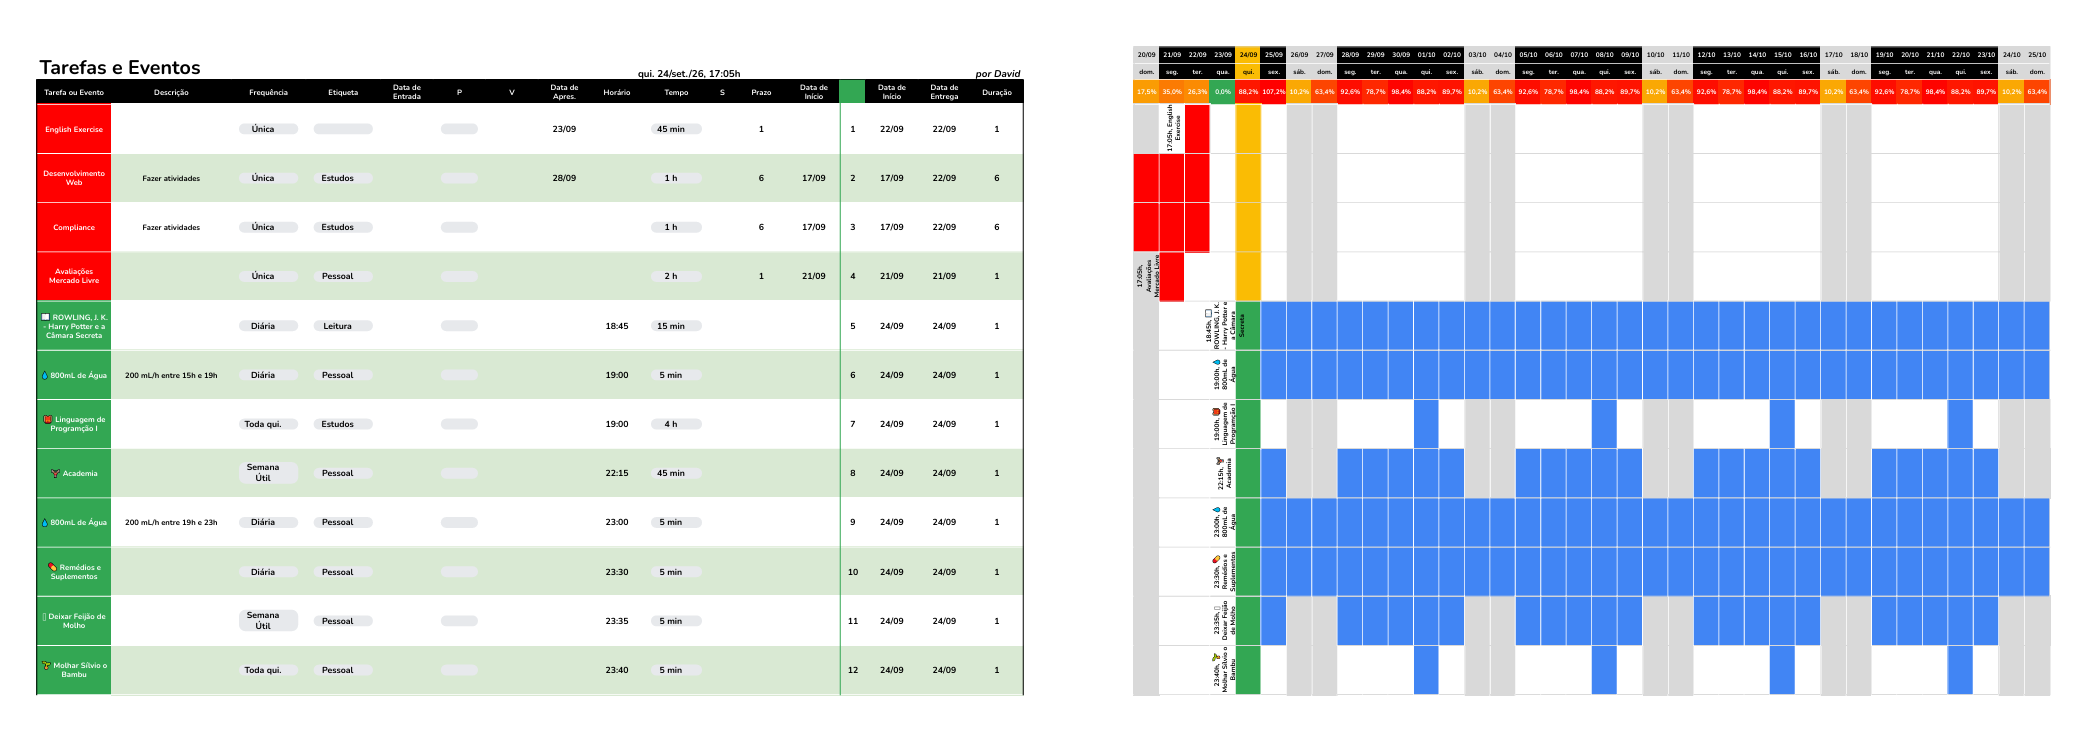 Tarefas e Eventos
qui. 24/set./26, 17:05h
por David
Tarefa ou Evento Descrição Frequência Etiqueta Data de Entrada P V Data de Apres. Horário Tempo S Prazo Data de Início Data de Início Data de Entrega Duração
English Exercise Única 23/09 45 min 1 1 22/09 22/09 1
Desenvolvimento Web Fazer atividades Única Estudos 28/09 1 h 6 17/09 2 17/09 22/09 6
Compliance Fazer atividades Única Estudos 1 h 6 17/09 3 17/09 22/09 6
Avaliações Mercado Livre Única Pessoal 2 h 1 21/09 4 21/09 21/09 1
ROWLING, J. K. - Harry Potter e a Câmara Secreta Diária Leitura 18:45 15 min 5 24/09 24/09 1
800mL de Água 200 mL/h entre 15h e 19h Diária Pessoal 19:00 5 min 6 24/09 24/09 1
Linguagem de Programção I Toda qui. Estudos 19:00 4 h 7 24/09 24/09 1
Academia Semana Útil Pessoal 22:15 45 min 8 24/09 24/09 1
800mL de Água 200 mL/h entre 19h e 23h Diária Pessoal 23:00 5 min 9 24/09 24/09 1
Remédios e Suplementos Diária Pessoal 23:30 5 min 10 24/09 24/09 1
Deixar Feijão de Molho Semana Útil Pessoal 23:35 5 min 11 24/09 24/09 1
Molhar Sílvio o Bambu Toda qui. 23:40 5 min 12 24/09 24/09 1
20/09 21/09 22/09 23/09 24/09 25/09 26/09 27/09 28/09 29/09 30/09 01/10 02/10 03/10 04/10 05/10 06/10 07/10 08/10 09/10 10/10 11/10 12/10 13/10 14/10 15/10 16/10 17/10 18/10 19/10 20/10 21/10 22/10 23/10 24/10 25/10
dom. seg. ter. qua. qui. sex. sáb. dom. seg. ter. qua. qui. sex. sáb. dom. seg. ter. qua. qui. sex. sáb. dom. seg. ter. qua. qui. sex. sáb. dom. seg. ter. qua. qui. sex. sáb. dom.
17,5% 35,0% 26,3% 0,0% 88,2% 107,2% 10,2% 63,4% 92,6% 78,7% 98,4% 88,2% 89,7% 10,2% 63,4% 92,6% 78,7% 98,4% 88,2% 89,7% 10,2% 63,4% 92,6% 78,7% 98,4% 88,2% 89,7% 10,2% 63,4% 92,6% 78,7% 98,4% 88,2% 89,7% 10,2% 63,4%
17:05h, English Exercise
17:05h, Avaliações Mercado Livre
18:45h, ROWLING, J. K. - Harry Potter e a Câmara Secreta
19:00h, 800mL de Água
19:00h, Linguagem de Programção I
22:15h, Academia
23:00h, 800mL de Água
23:30h, Remédios e Suplementos
23:35h, Deixar Feijão de Molho
23:40h, Molhar Sílvio o Bambu